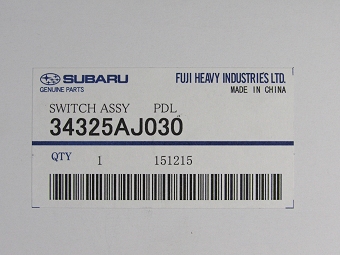 SUBARU FUJI HEAVY INDUSTRIES LTD.
GENUINE PARTS MADE IN CHINA
SWITCH ASSY PDL
34325AJ030
QTY 1 151215